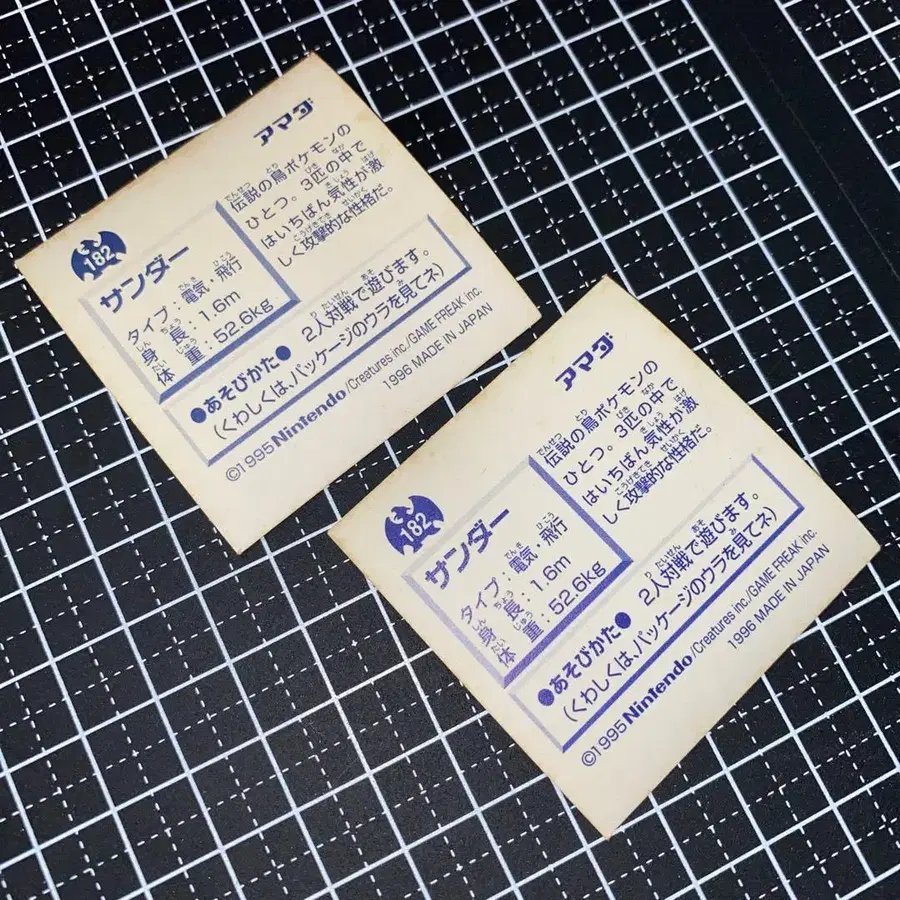 アマダ
182
サンダー
タイプ：電気・飛行
身長：1.6m
体重：52.6kg
伝説の鳥ポケモンの
ひとつ。3匹の中で
はいちばん気性が激
しく攻撃的な性格だ。
●あそびかた● 2人対戦で遊びます。
(くわしくは、パッケージのウラを見てネ)
©1995 Nintendo/Creatures inc./GAME FREAK inc.
1996 MADE IN JAPAN
アマダ
182
サンダー
タイプ：電気・飛行
身長：1.6m
体重：52.6kg
伝説の鳥ポケモンの
ひとつ。3匹の中で
はいちばん気性が激
しく攻撃的な性格だ。
●あそびかた● 2人対戦で遊びます。
(くわしくは、パッケージのウラを見てネ)
©1995 Nintendo/Creatures inc./GAME FREAK inc.
1996 MADE IN JAPAN